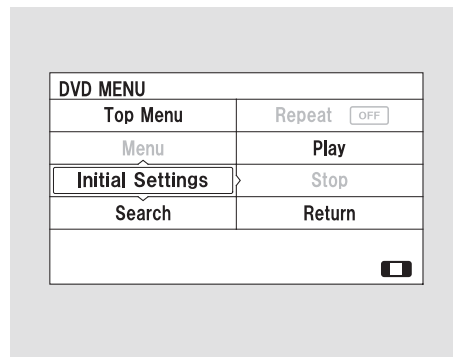 DVD MENU
Top Menu
Repeat OFF
Menu
Play
Initial Settings
Stop
Search
Return